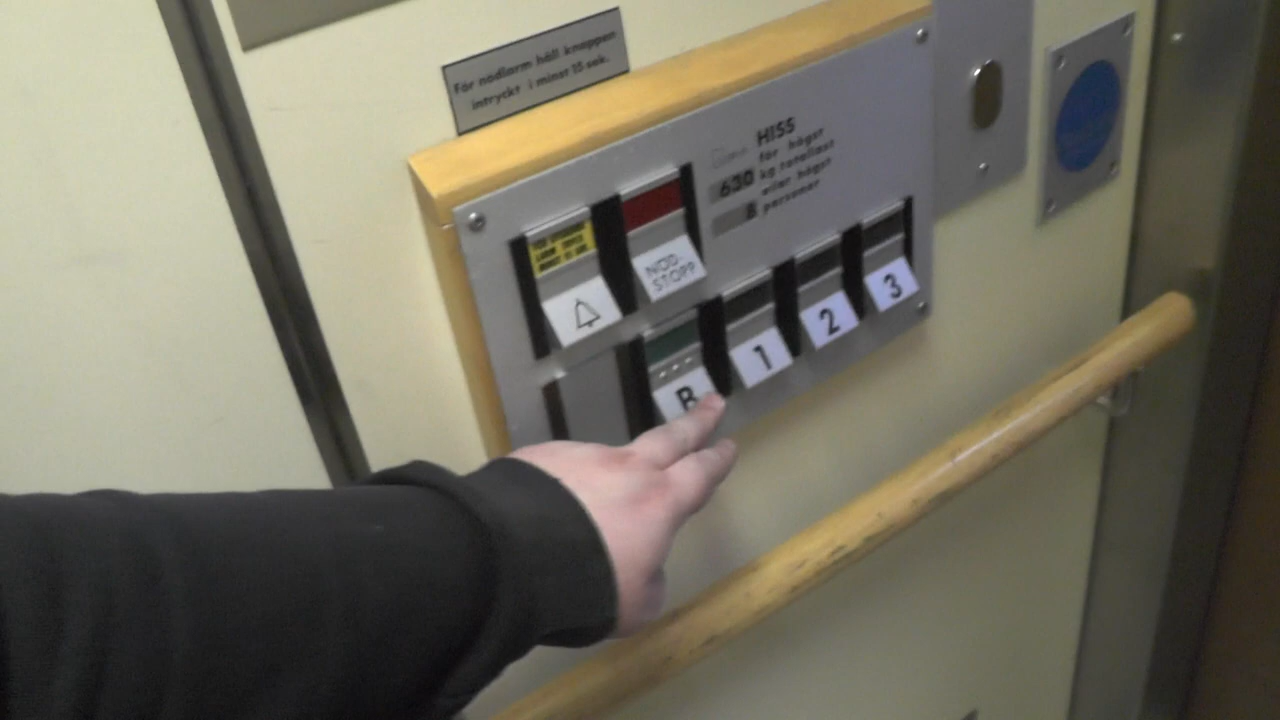 För nödlarm håll knappen
intryckt i minst 15 sek.
HISS
för högst
630 kg totallast
eller högst
8 personer
NÖD-
STOPP
B
1
2
3